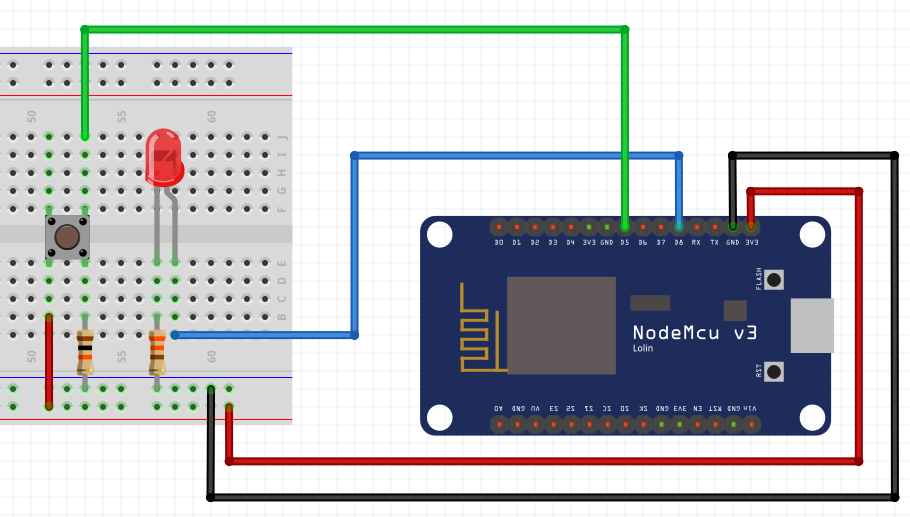 50 55 60
J
I
H
G
F
E
D
C
B
50 55 60
D0 D1 D2 D3 D4 3V3 GND D5 D6 D7 D8 RX TX GND 3V3
FLASH
NodeMcu v3
Lolin
RST
A0 GND VU S3 S2 S1 SC S0 SK GND 3V3 EN RST GND Vin